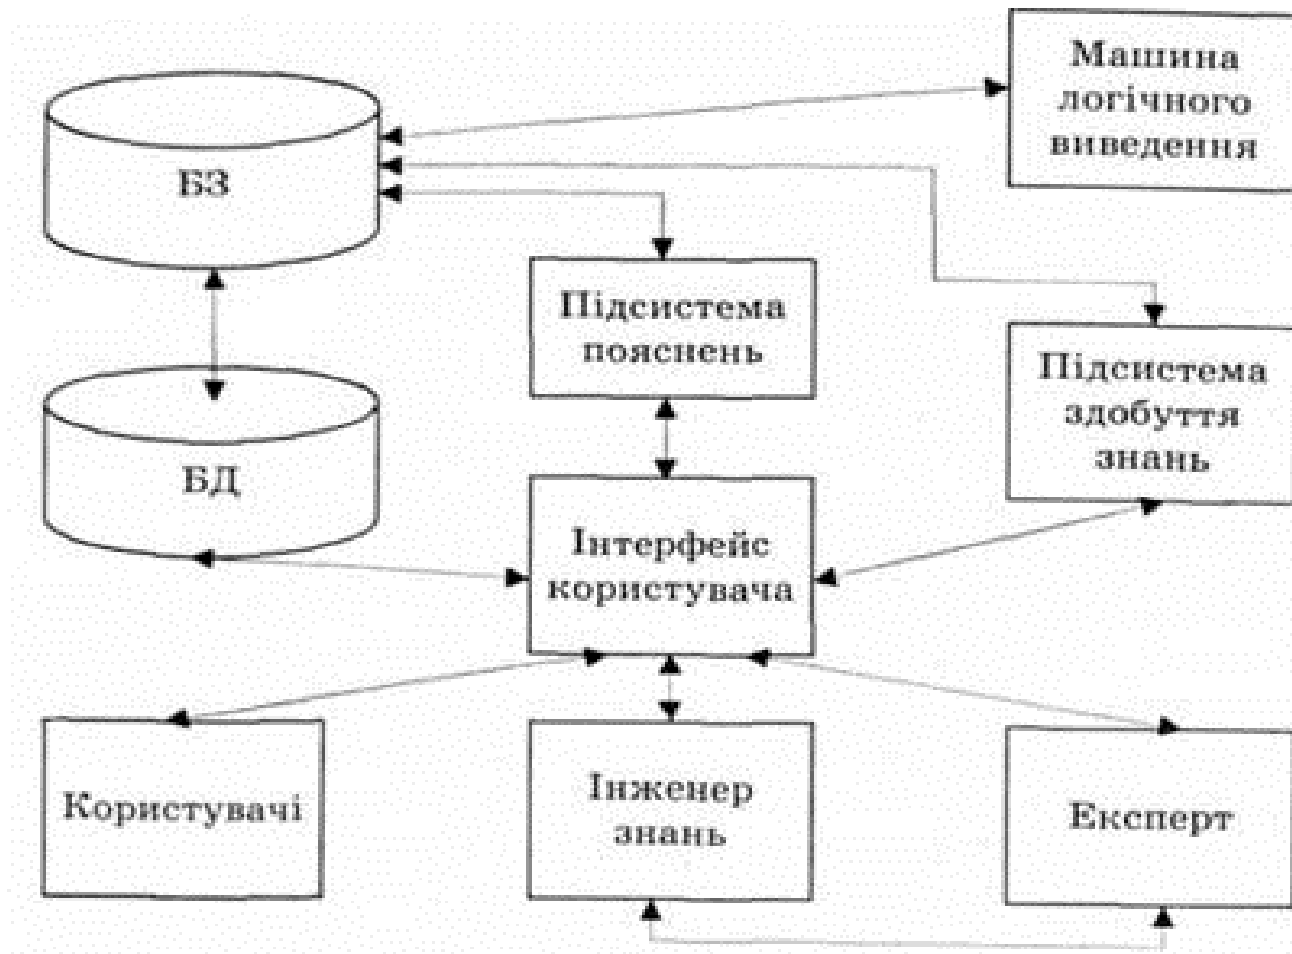 Машина
логічного
виведення
БЗ
Підсистема
пояснень
Підсистема
здобуття
знань
БД
Інтерфейс
користувача
Користувачі
Інженер
знань
Експерт